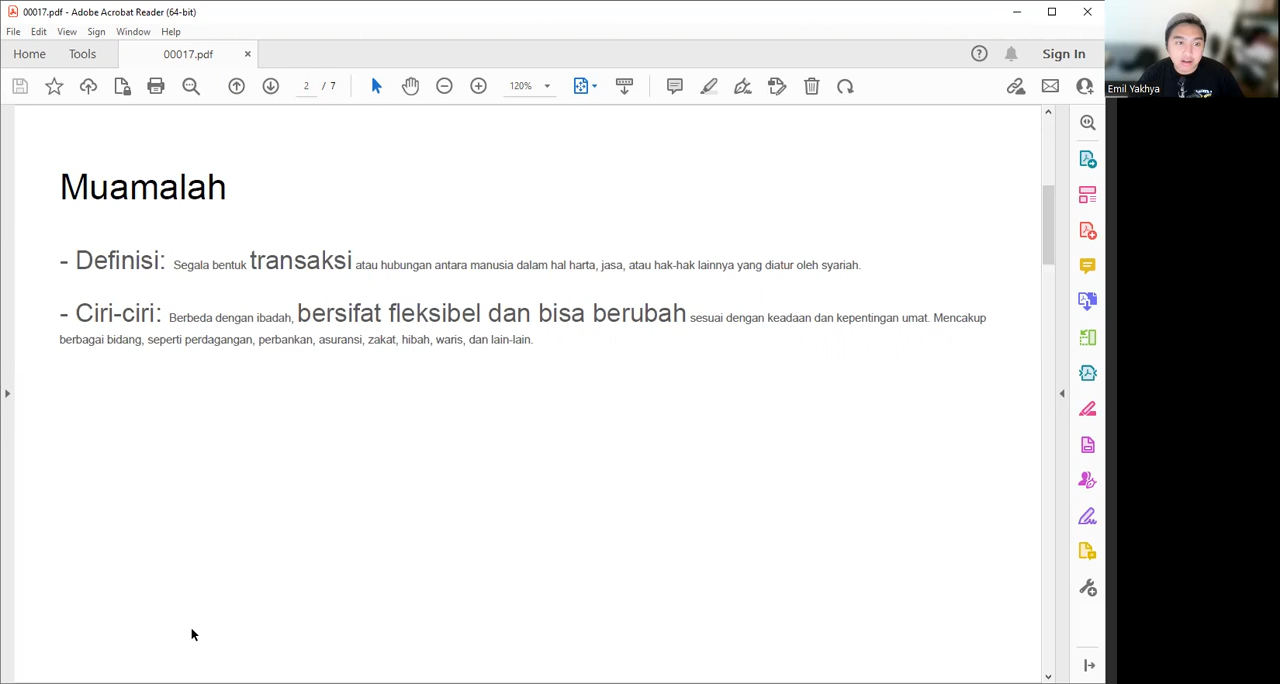 00017.pdf - Adobe Acrobat Reader (64-bit)
File Edit View Sign Window Help
Home Tools 00017.pdf × Sign In
2 / 7 120%
Emil Yakhya
Muamalah
- Definisi: Segala bentuk transaksi atau hubungan antara manusia dalam hal harta, jasa, atau hak-hak lainnya yang diatur oleh syariah.
- Ciri-ciri: Berbeda dengan ibadah, bersifat fleksibel dan bisa berubah sesuai dengan keadaan dan kepentingan umat. Mencakup
berbagai bidang, seperti perdagangan, perbankan, asuransi, zakat, hibah, waris, dan lain-lain.